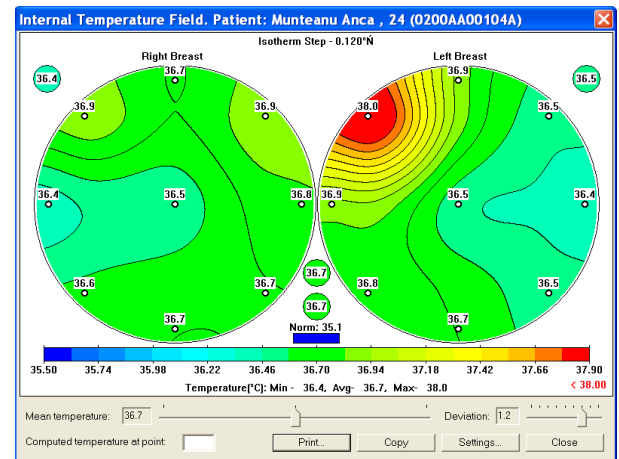 Internal Temperature Field. Patient: Munteanu Anca , 24 (0200AA00104A)
Isotherm Step - 0.120°Ñ
Right Breast
Left Breast
36.4
36.7
36.9
36.5
36.9
36.9
38.0
36.5
36.4
36.5
36.8
36.9
36.5
36.4
36.6
36.7
36.8
36.5
36.7
36.7
36.7
36.7
Norm: 35.1
35.50 35.74 35.98 36.22 36.46 36.70 36.94 37.18 37.42 37.66 37.90
Temperature(°C): Min - 36.4, Avg- 36.7, Max- 38.0
< 38.00
Mean temperature: 36.7
Deviation: 1.2
Computed temperature at point:
Print...
Copy
Settings...
Close